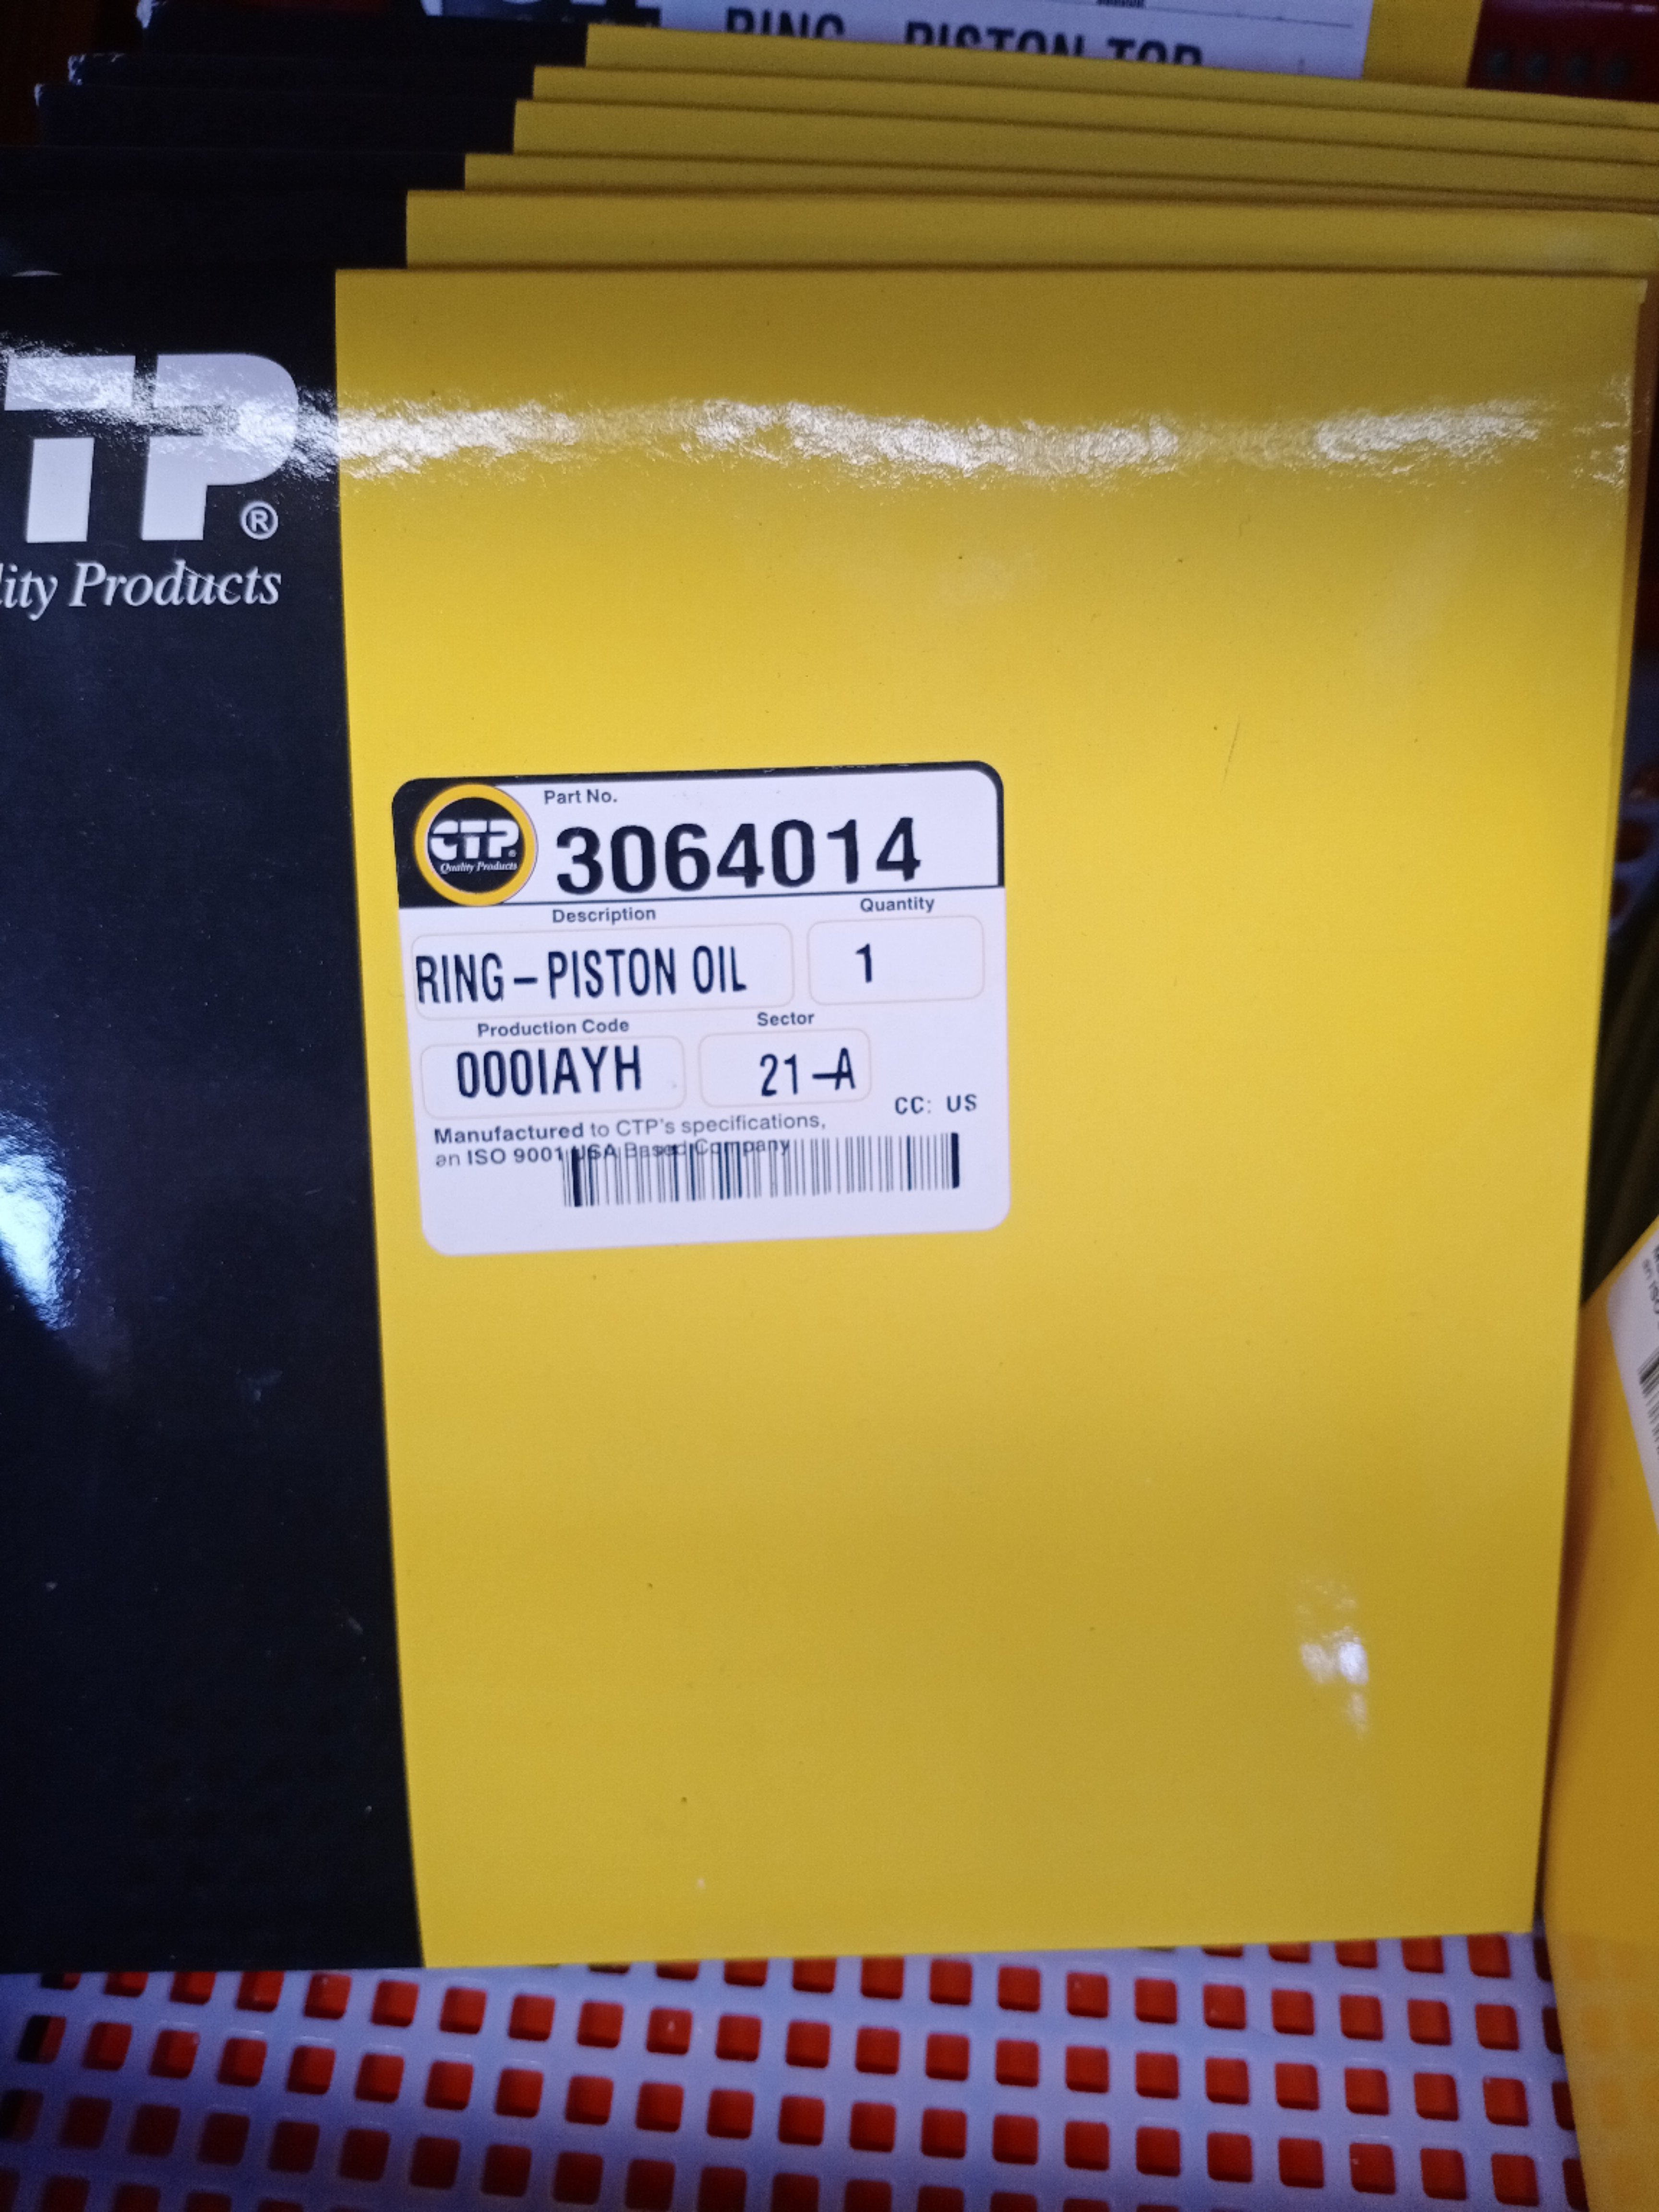 RING - PISTON TOP
TP®
lity Products
Part No.
CTP®
Quality Products
3064014
Description
Quantity
RING – PISTON OIL
1
Production Code
Sector
000IAYH
21-A
CC: US
Manufactured to CTP's specifications,
an ISO 9001 USA Based Company